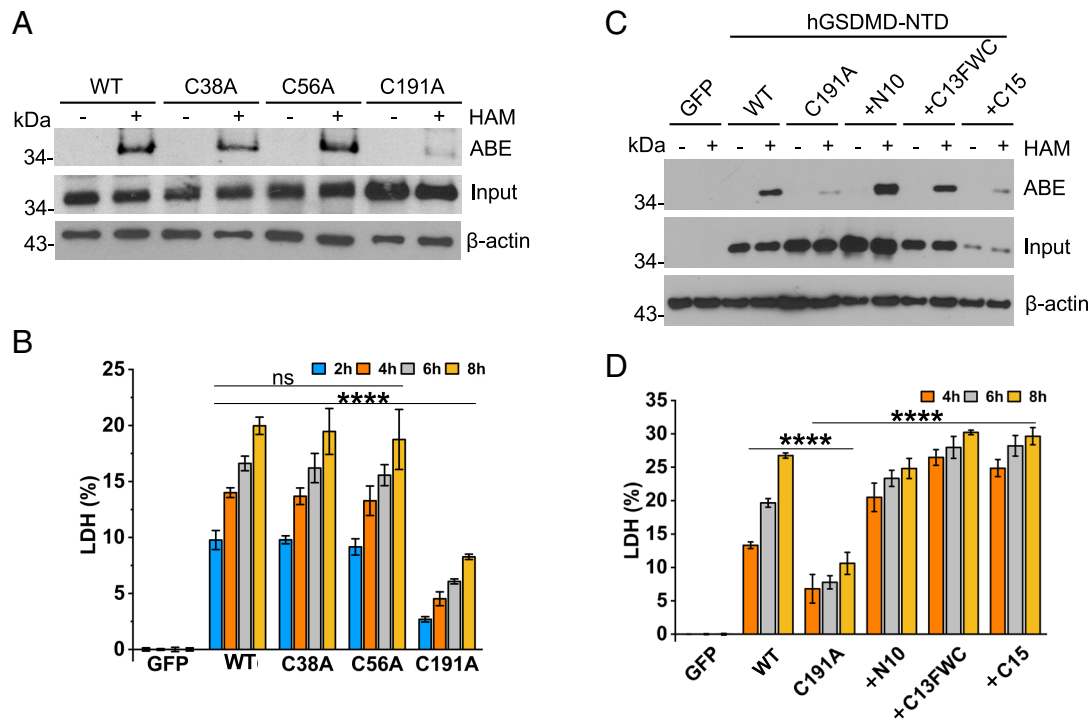 A
WT C38A C56A C191A
kDa - + - + - + - + HAM
34- ABE
34- Input
43- β-actin
B
2h 4h 6h 8h
ns
****
LDH (%)
25
20
15
10
5
0
GFP WT C38A C56A C191A
C
hGSDMD-NTD
GFP WT C191A +N10 +C13FWC +C15
kDa - + - + - + - + - + - + HAM
34- ABE
34- Input
43- β-actin
D
4h 6h 8h
**** ****
LDH (%)
35
30
25
20
15
10
5
0
GFP WT C191A +N10 +C13FWC +C15